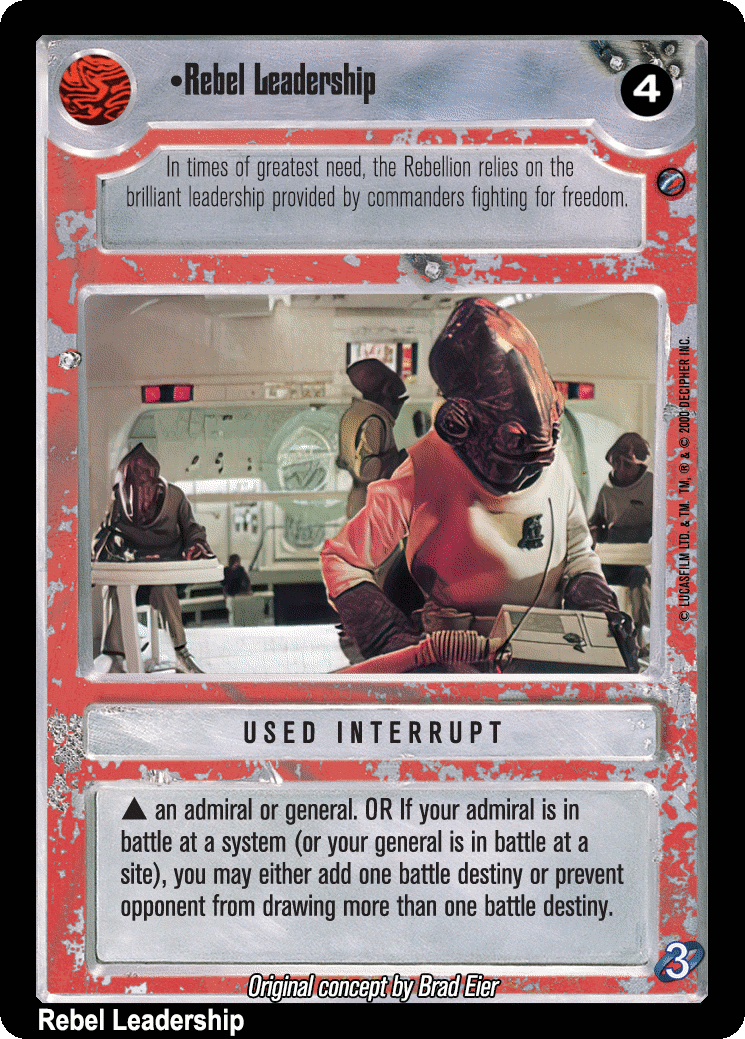 •Rebel Leadership
4
In times of greatest need, the Rebellion relies on the
brilliant leadership provided by commanders fighting for freedom.
© LUCASFILM LTD. & TM. TM, ® & © 2000 DECIPHER INC.
USED INTERRUPT
▲ an admiral or general. OR If your admiral is in
battle at a system (or your general is in battle at a
site), you may either add one battle destiny or prevent
opponent from drawing more than one battle destiny.
3
Original concept by Brad Eier
Rebel Leadership